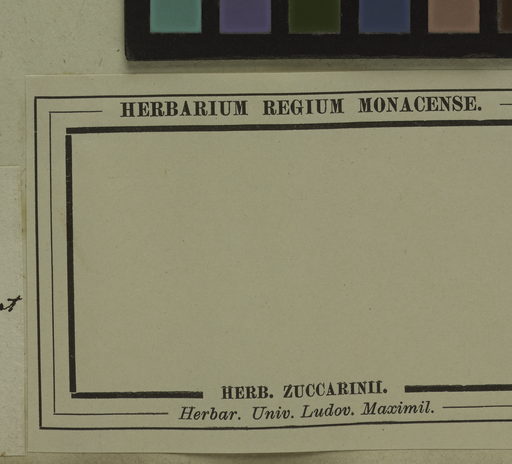 HERBARIUM REGIUM MONACENSE.
HERB. ZUCCARINII.
Herbar. Univ. Ludov. Maximil.